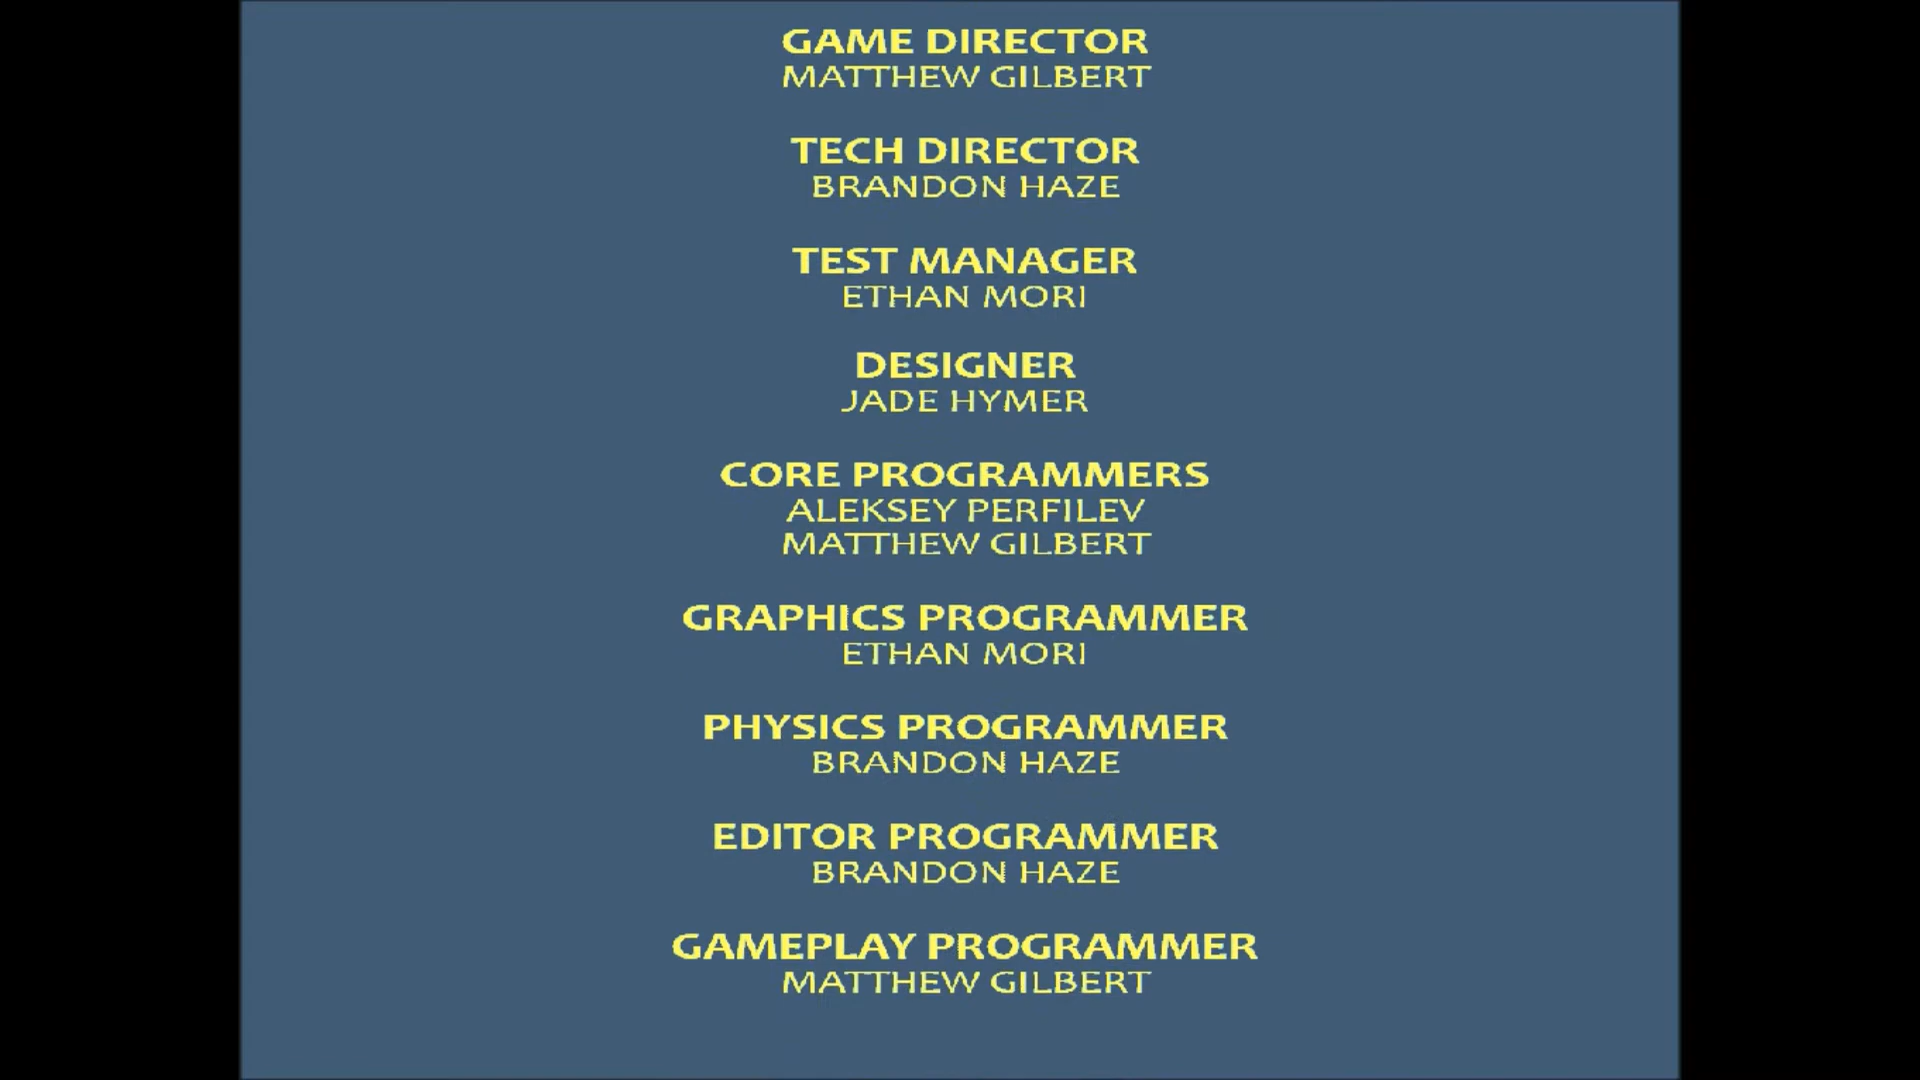 GAME DIRECTOR
MATTHEW GILBERT
TECH DIRECTOR
BRANDON HAZE
TEST MANAGER
ETHAN MORI
DESIGNER
JADE HYMER
CORE PROGRAMMERS
ALEKSEY PERFILEV
MATTHEW GILBERT
GRAPHICS PROGRAMMER
ETHAN MORI
PHYSICS PROGRAMMER
BRANDON HAZE
EDITOR PROGRAMMER
BRANDON HAZE
GAMEPLAY PROGRAMMER
MATTHEW GILBERT